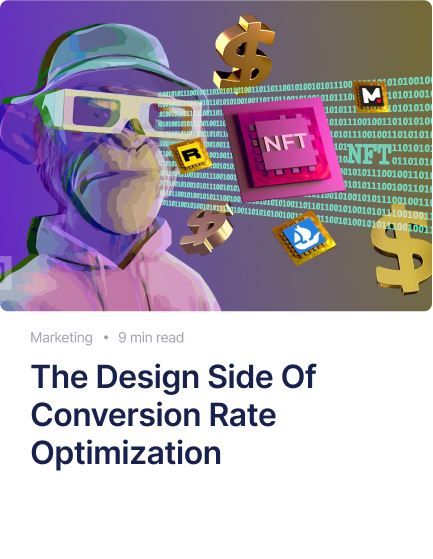 NFT
NFT
R
M
Marketing • 9 min read
The Design Side Of
Conversion Rate
Optimization